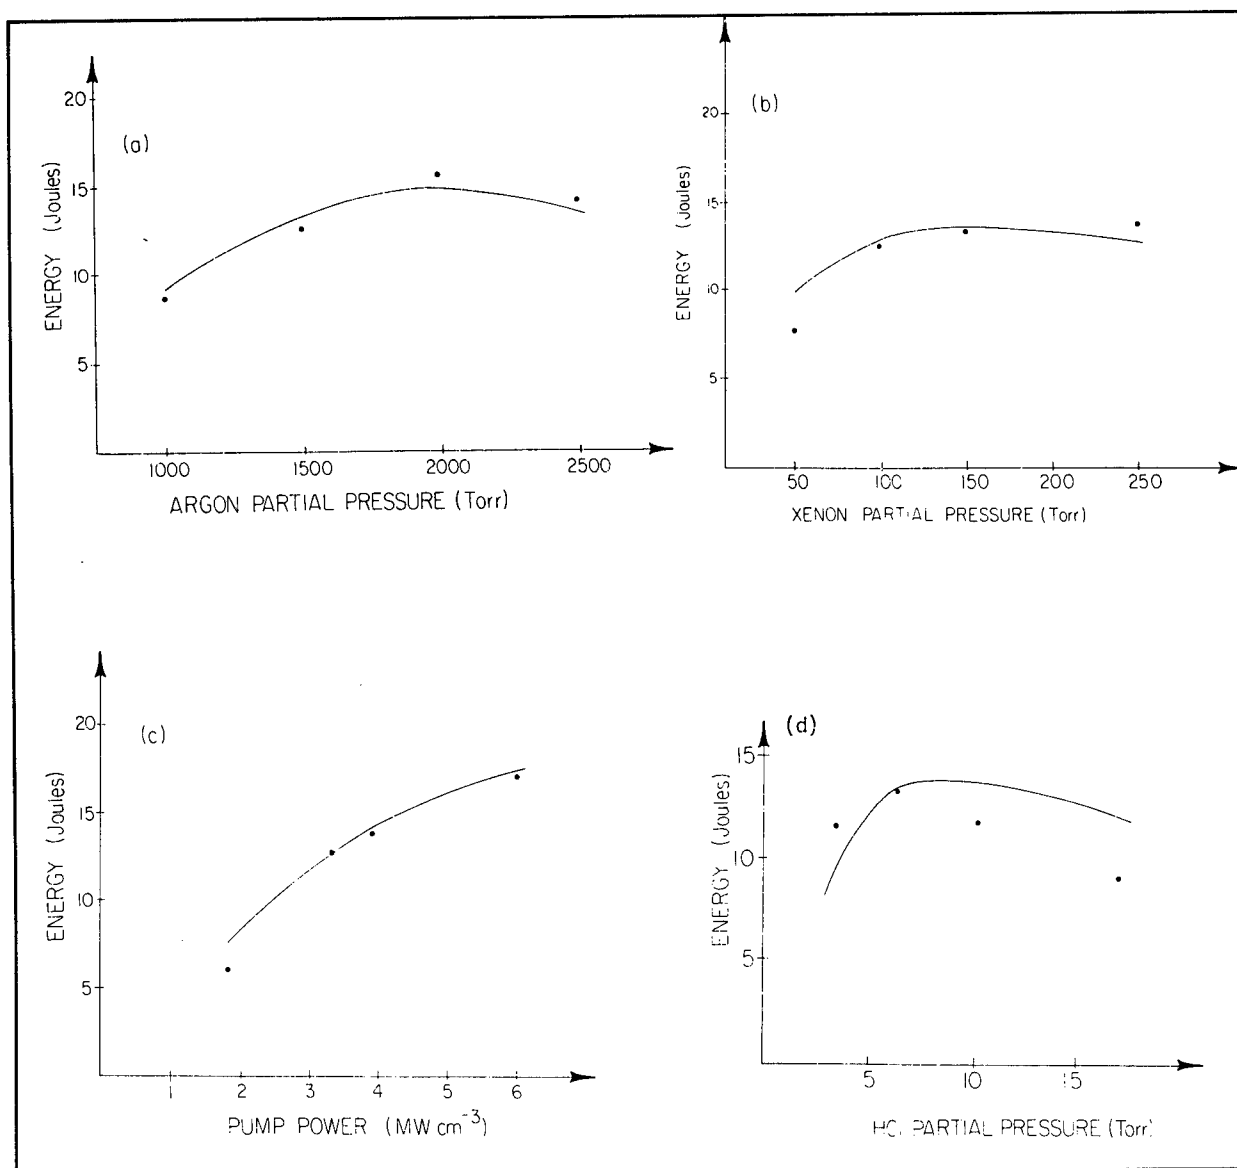 (a)
ENERGY (Joules)
20
15
10
5
1000 1500 2000 2500
ARGON PARTIAL PRESSURE (Torr)
(b)
ENERGY (Joules)
20
15
10
5
50 100 150 200 250
XENON PARTIAL PRESSURE (Torr)
(c)
ENERGY (Joules)
20
15
10
5
1 2 3 4 5 6
PUMP POWER (MW cm⁻³)
(d)
ENERGY (Joules)
15
10
5
5 10 15
PARTIAL PRESSURE (Torr)